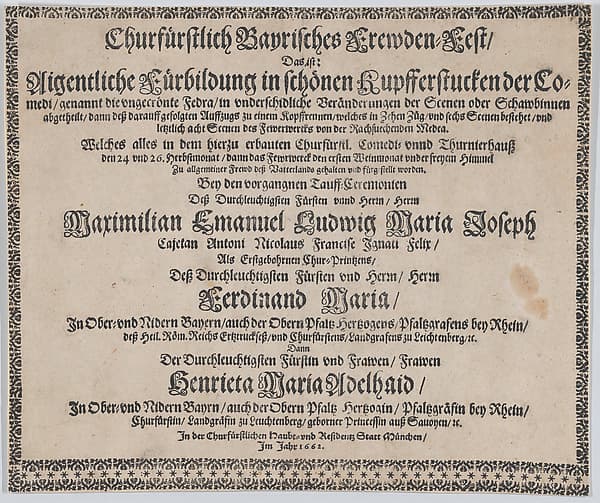 Churfürstlich Bayrisches Frewden-Fest/
Das ist:
Aigentliche Fürbildung in schönen Kupfferstucken der Co-
medi/ genannt die vngecrönte Fedra/ in vnderschidliche Veränderungen der Scenen oder Schawbinnen
abgetheilt/ dann deß darauff gefolgten Auffzugs zu einem Kopffrennen/ welches in Zehen Züg/ vnd sechs Scenen bestehet/ vnd
letzlich acht Scenen des Fewerwercks von der Rachsuchenden Medea.
Welches alles in dem hierzu erbauten Churfürstl. Comedi- vnnd Thurnierhauß
den 24 vnd 26. Herbstmonat/ dann das Fewrwerck den ersten Weinmonat vnder freyem Himmel
Zu allgemeiner Frewd deß Vatterlands gehalten vnd fürgestellt worden.
Bey den vorgangnen Tauff-Ceremonien
Deß Durchleuchtigsten Fürsten vnnd Herrn/ Herrn
Maximilian Emanuel Ludwig Maria Joseph
Cajetan Antoni Nicolaus Francisc Ignati Felix/
Als Erstgebohrnen Chur-Printzens/
Deß Durchleuchtigsten Fürsten vnd Herrn/ Herrn
Ferdinand Maria/
In Ober- vnd Nidern Bayern/ auch der Obern Pfaltz Hertzogens/ Pfaltzgrafens bey Rhein/
deß Heil. Röm. Reichs Ertztruckseß/ vnd Churfürstens/ Landgrafens zu Leichtenberg/ ꝛc.
Dann
Der Durchleuchtigsten Fürstin vnd Frawen/ Frawen
Henrieta Maria Adelhaid/
In Ober- vnd Nidern Bayrn/ auch der Obern Pfaltz Hertzogin/ Pfaltzgräfin bey Rhein/
Churfürstin/ Landgräfin zu Leuchtenberg/ geborner Princessin auß Savoyen/ ꝛc.
In der Churfürstlichen Haubt- vnd Residentz Statt München/
Im Jahr 1662.